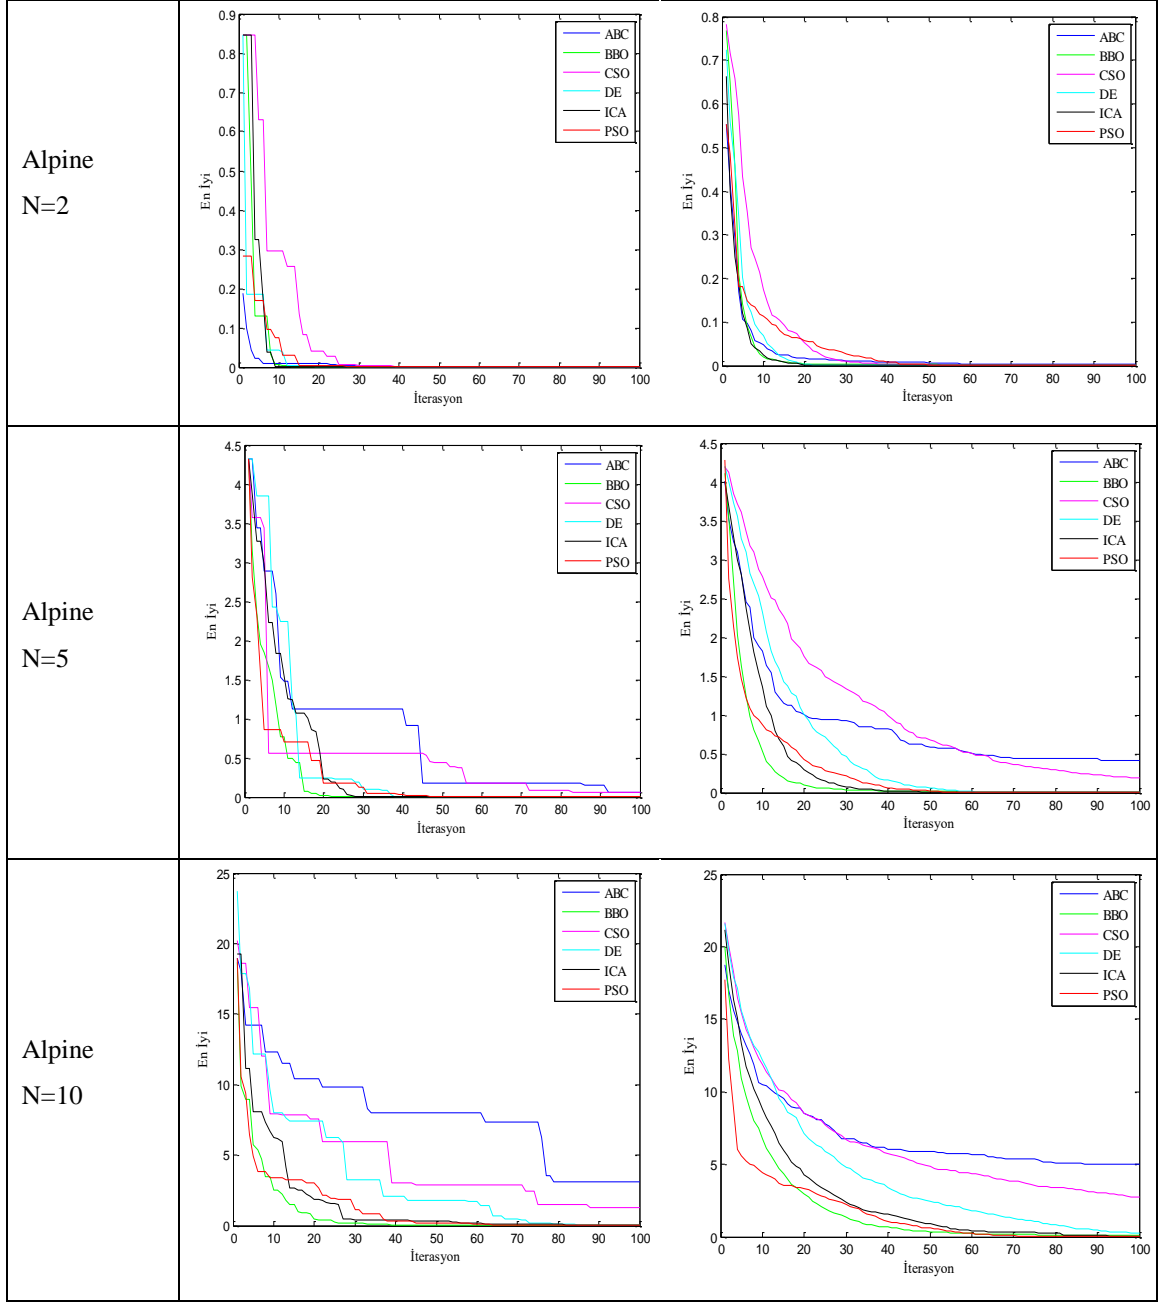 Alpine
N=2
0.9
0.8
0.7
0.6
0.5
0.4
0.3
0.2
0.1
0
0 10 20 30 40 50 60 70 80 90 100
En İyi
İterasyon
ABC
BBO
CSO
DE
ICA
PSO
0.8
0.7
0.6
0.5
0.4
0.3
0.2
0.1
0
0 10 20 30 40 50 60 70 80 90 100
En İyi
İterasyon
ABC
BBO
CSO
DE
ICA
PSO
Alpine
N=5
4.5
4
3.5
3
2.5
2
1.5
1
0.5
0
0 10 20 30 40 50 60 70 80 90 100
En İyi
İterasyon
ABC
BBO
CSO
DE
ICA
PSO
4.5
4
3.5
3
2.5
2
1.5
1
0.5
0
0 10 20 30 40 50 60 70 80 90 100
En İyi
İterasyon
ABC
BBO
CSO
DE
ICA
PSO
Alpine
N=10
25
20
15
10
5
0
0 10 20 30 40 50 60 70 80 90 100
En İyi
İterasyon
ABC
BBO
CSO
DE
ICA
PSO
25
20
15
10
5
0
0 10 20 30 40 50 60 70 80 90 100
En İyi
İterasyon
ABC
BBO
CSO
DE
ICA
PSO